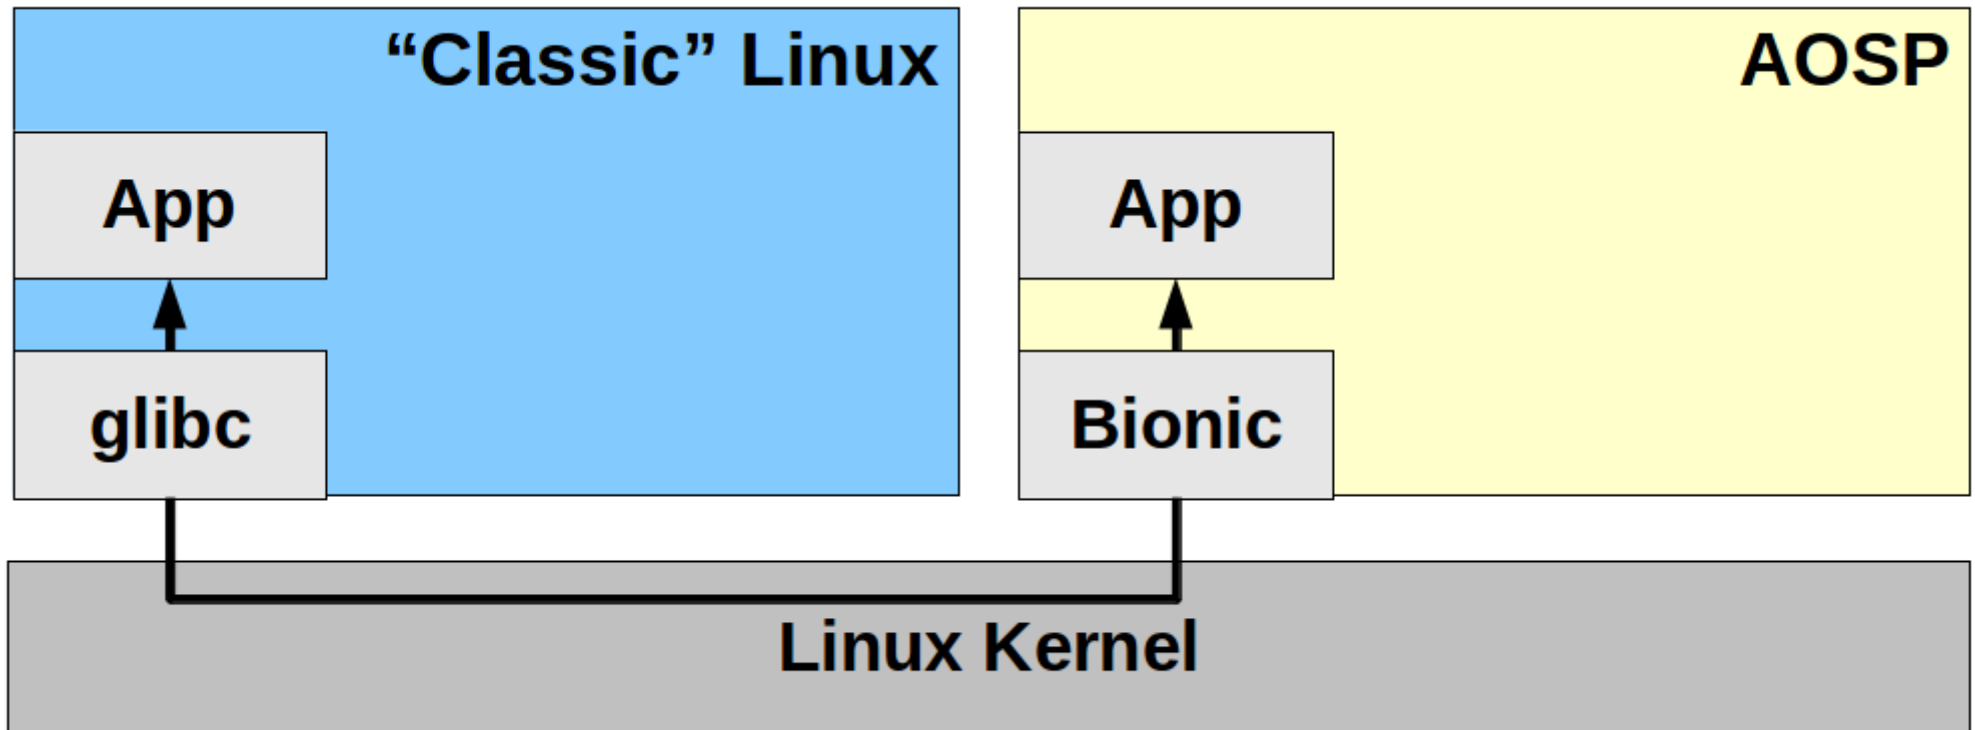 “Classic” Linux
AOSP
App
App
glibc
Bionic
Linux Kernel